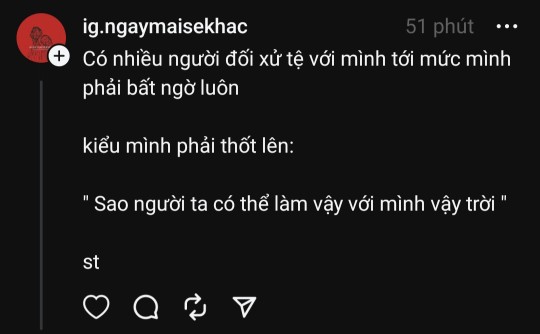 ig.ngaymaisekhac 51 phút
Có nhiều người đối xử tệ với mình tới mức mình
phải bất ngờ luôn
kiểu mình phải thốt lên:
" Sao người ta có thể làm vậy với mình vậy trời "
st